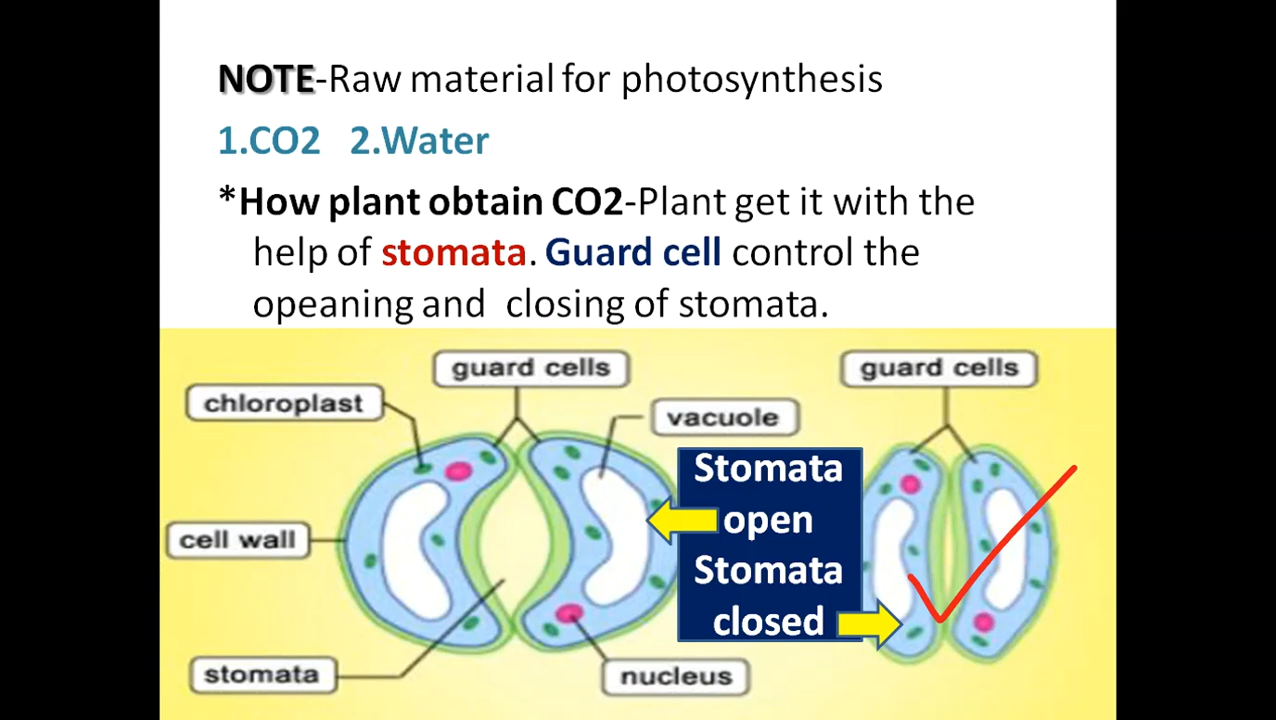 NOTE-Raw material for photosynthesis
1.CO2 2.Water
*How plant obtain CO2-Plant get it with the
help of stomata. Guard cell control the
opeaning and closing of stomata.
guard cells
guard cells
chloroplast
vacuole
Stomata
open
Stomata
closed
cell wall
stomata
nucleus